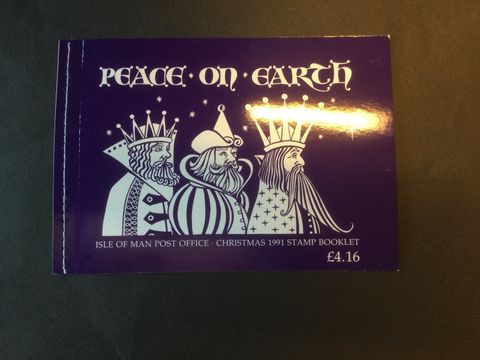 PEACE · ON · EARTH
ISLE OF MAN POST OFFICE · CHRISTMAS 1991 STAMP BOOKLET
£4.16